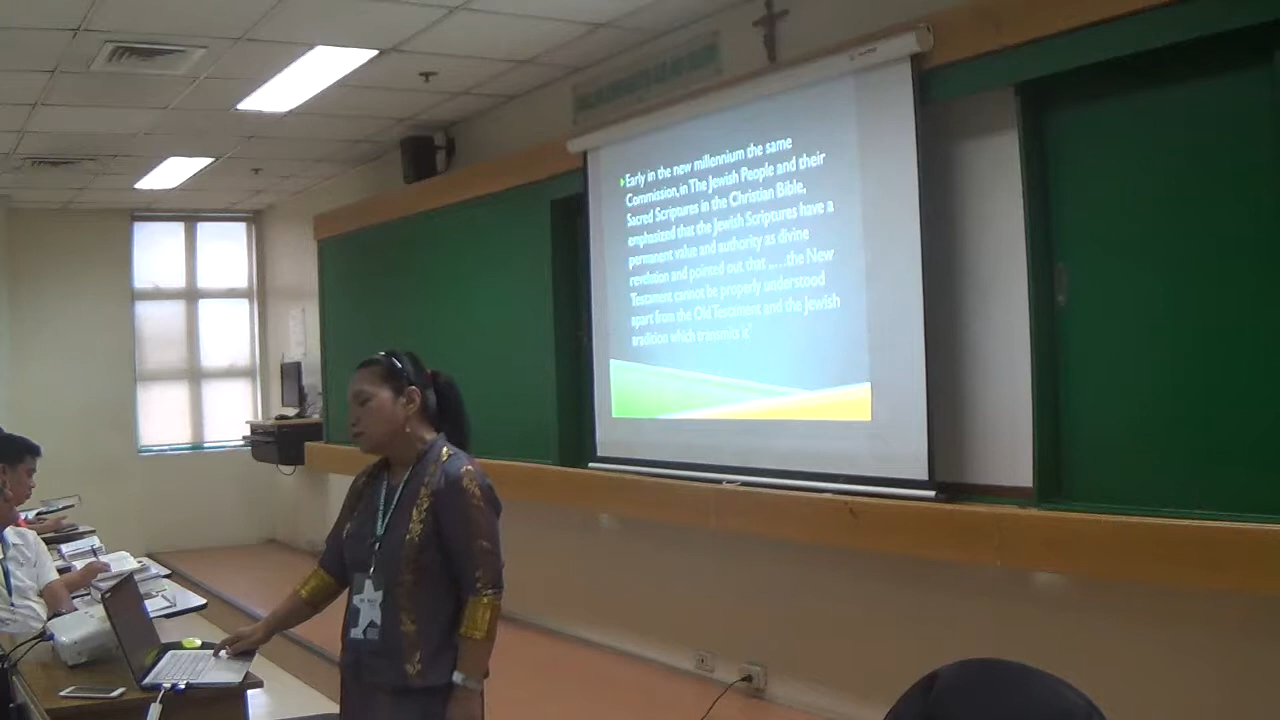 Early in the new millennium the same
Commission, in The Jewish People and their
Sacred Scriptures in the Christian Bible,
emphasized that the Jewish Scriptures have a
permanent value and authority as divine
revelation and pointed out that ,….the New
Testament cannot be properly understood
apart from the Old Testament and the Jewish
tradition which transmits it.'